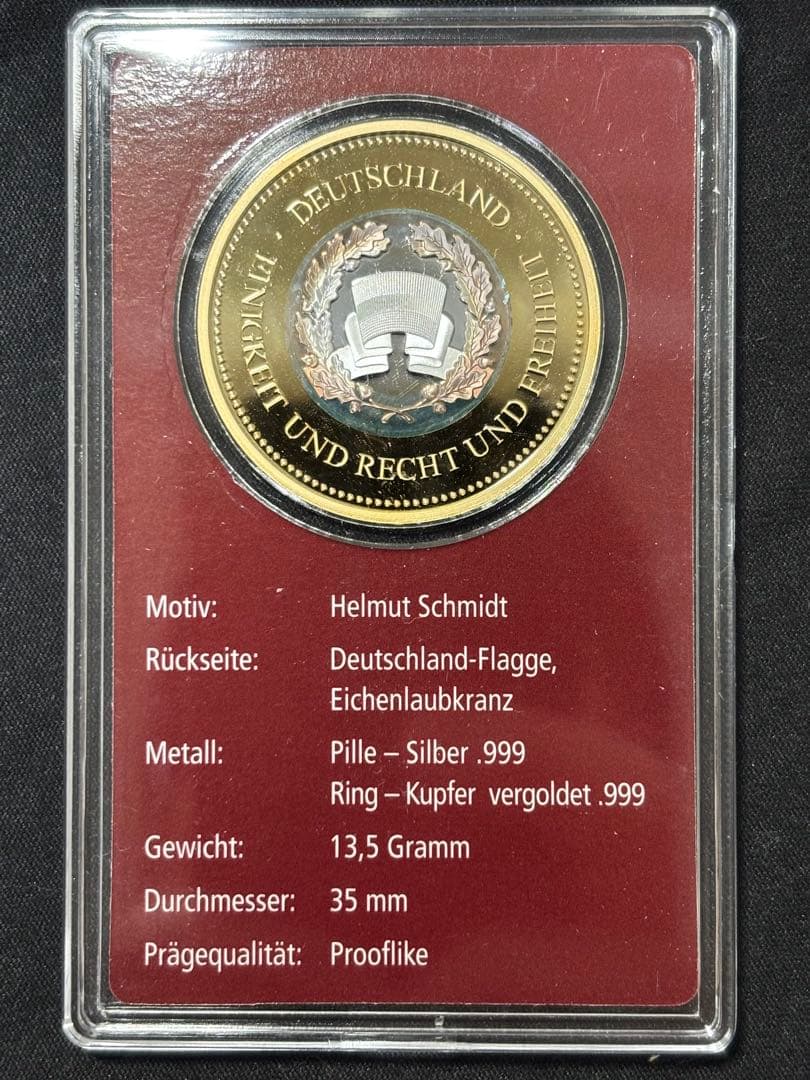 · DEUTSCHLAND ·
EINIGKEIT UND RECHT UND FREIHEIT
Motiv: Helmut Schmidt
Rückseite: Deutschland-Flagge,
Eichenlaubkranz
Metall: Pille – Silber .999
Ring – Kupfer vergoldet .999
Gewicht: 13,5 Gramm
Durchmesser: 35 mm
Prägequalität: Prooflike